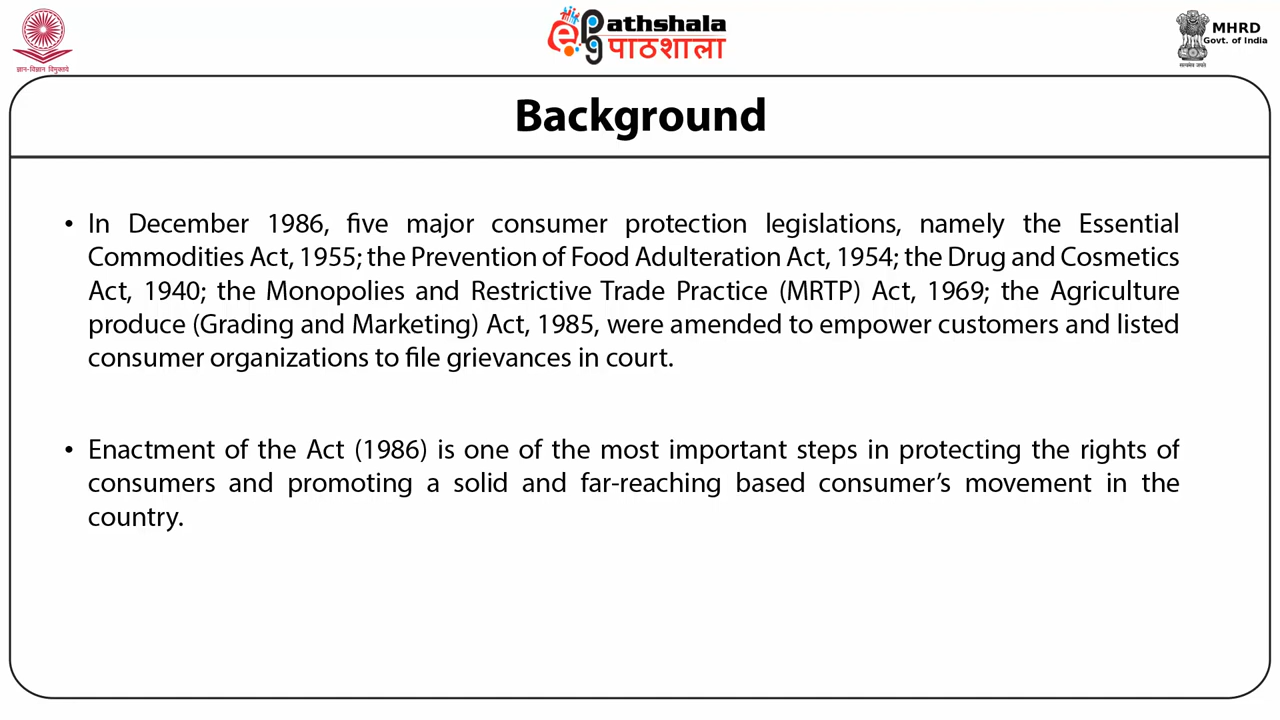 ज्ञान-विज्ञान विमुक्तये
e
pg
athshala
पाठशाला
MHRD
Govt. of India
सत्यमेव जयते
Background
• In December 1986, five major consumer protection legislations, namely the Essential
Commodities Act, 1955; the Prevention of Food Adulteration Act, 1954; the Drug and Cosmetics
Act, 1940; the Monopolies and Restrictive Trade Practice (MRTP) Act, 1969; the Agriculture
produce (Grading and Marketing) Act, 1985, were amended to empower customers and listed
consumer organizations to file grievances in court.
• Enactment of the Act (1986) is one of the most important steps in protecting the rights of
consumers and promoting a solid and far-reaching based consumer’s movement in the
country.